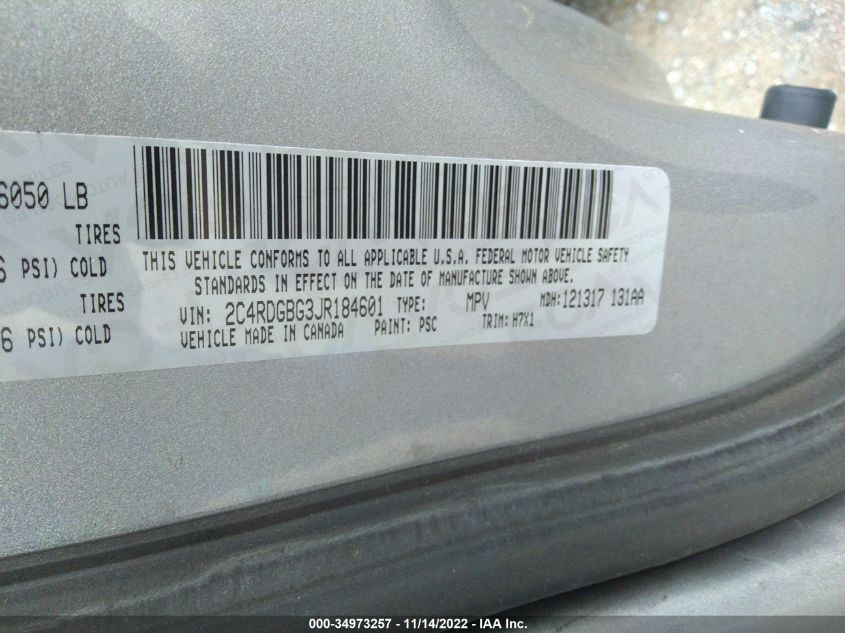 6050 LB
TIRES
6 PSI) COLD
TIRES
6 PSI) COLD
THIS VEHICLE CONFORMS TO ALL APPLICABLE U.S.A. FEDERAL MOTOR VEHICLE SAFETY
STANDARDS IN EFFECT ON THE DATE OF MANUFACTURE SHOWN ABOVE.
VIN: 2C4RDGBG3JR184601 TYPE: MPV MDH:121317 131AA
VEHICLE MADE IN CANADA PAINT: PSC TRIM: H7X1
000-34973257 - 11/14/2022 - IAA Inc.